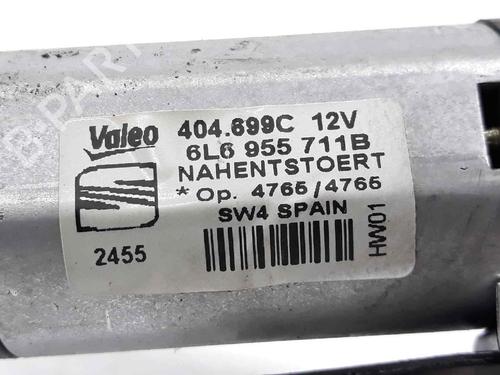 Valeo 404.699C 12V
6L6 955 711B
NAHENTSTOERT
* Op. 4765/4765
SW4 SPAIN
2455
HW01